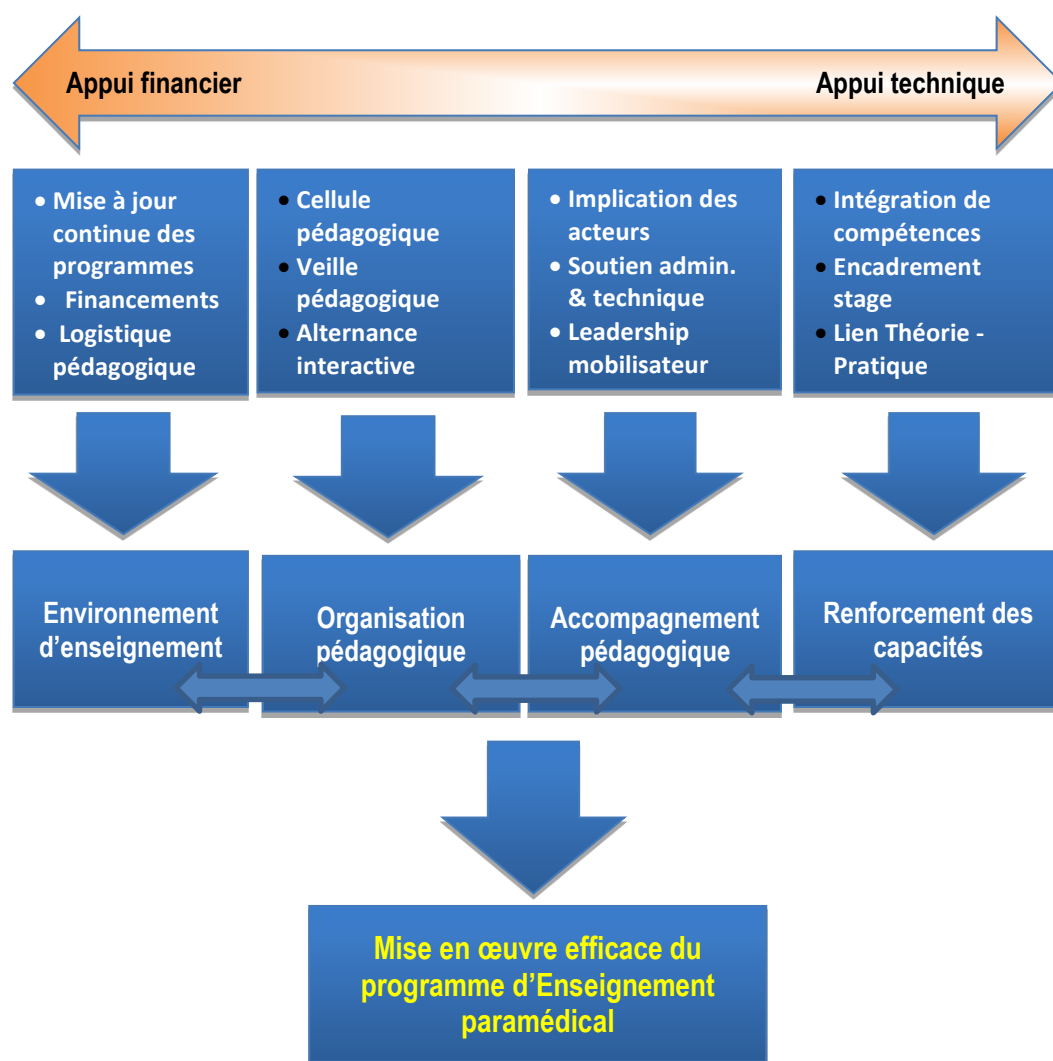 Appui financier
Appui technique
• Mise à jour
continue des
programmes
• Financements
• Logistique
pédagogique
• Cellule
pédagogique
• Veille
pédagogique
• Alternance
interactive
• Implication des
acteurs
• Soutien admin.
& technique
• Leadership
mobilisateur
• Intégration de
compétences
• Encadrement
stage
• Lien Théorie -
Pratique
Environnement
d’enseignement
Organisation
pédagogique
Accompagnement
pédagogique
Renforcement des
capacités
Mise en œuvre efficace du
programme d’Enseignement
paramédical